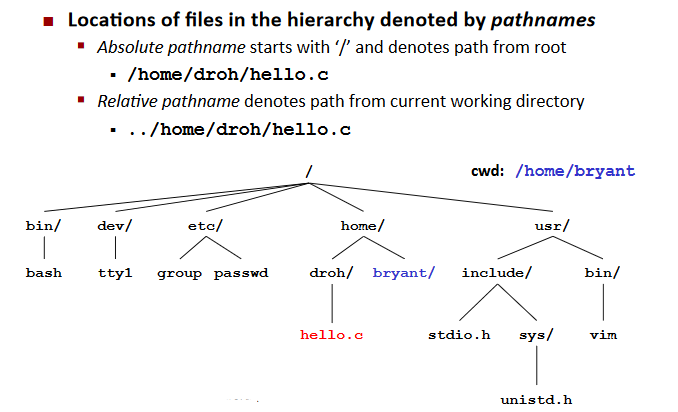 Locations of files in the hierarchy denoted by pathnames
Absolute pathname starts with ‘/’ and denotes path from root
/home/droh/hello.c
Relative pathname denotes path from current working directory
../home/droh/hello.c
/ cwd: /home/bryant
bin/ dev/ etc/ home/ usr/
bash tty1 group passwd droh/ bryant/ include/ bin/
hello.c stdio.h sys/ vim
unistd.h